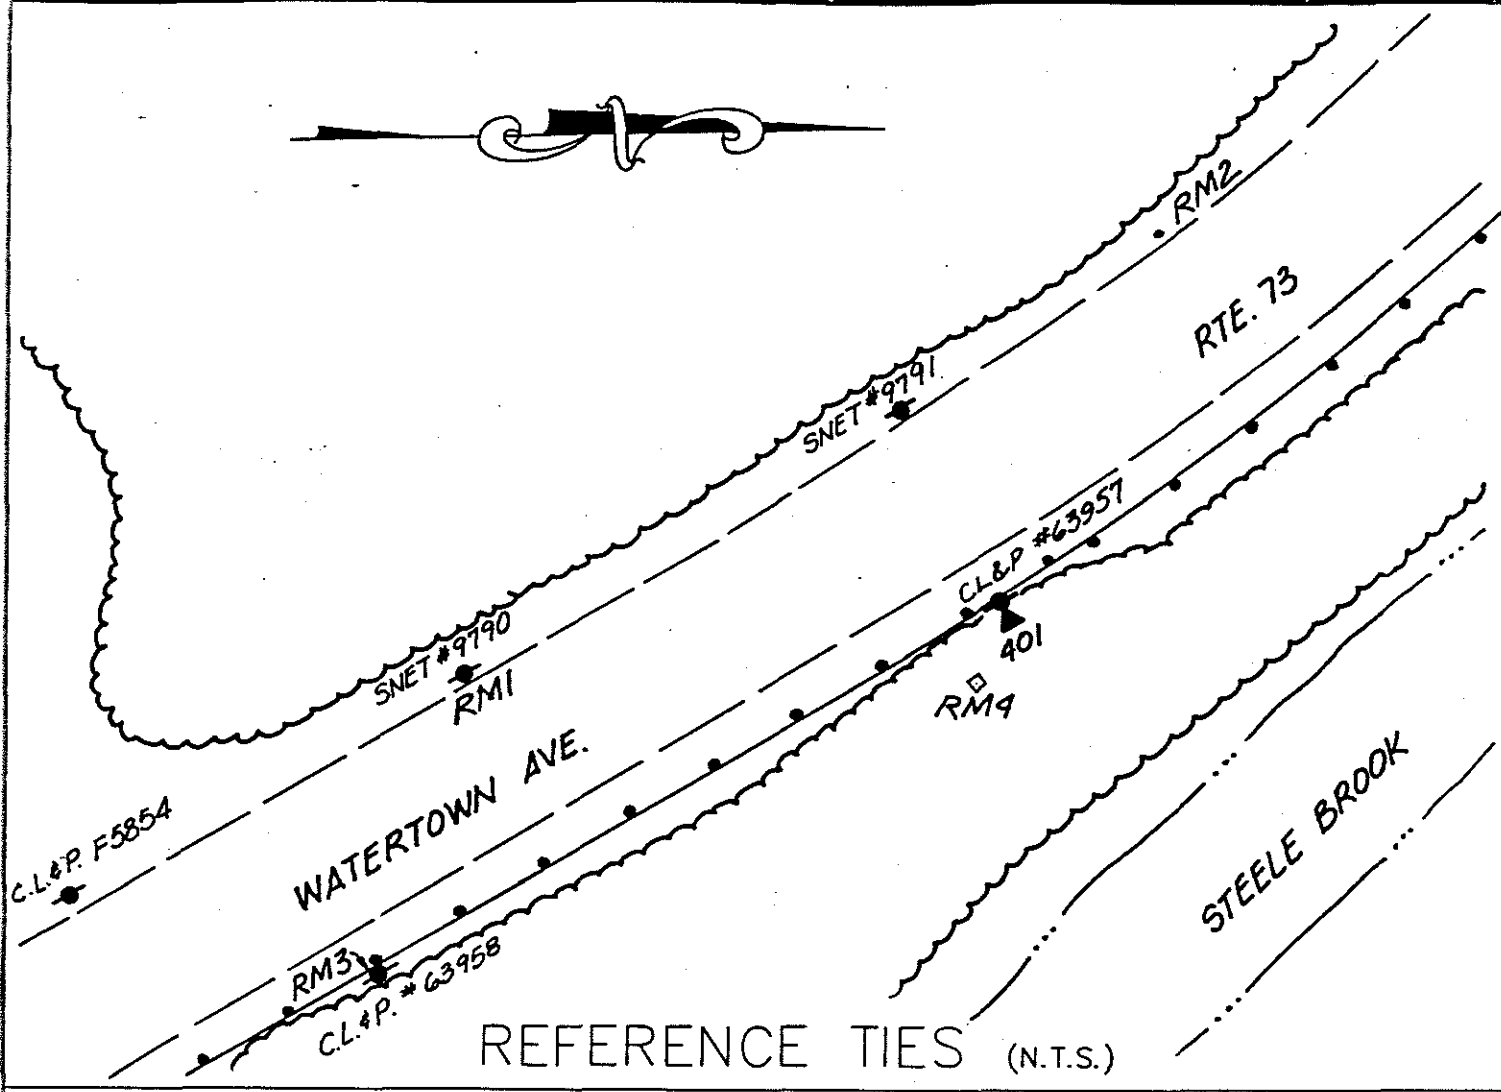 RM2
RTE. 73
SNET #9791
C.L.&P #63957
401
SNET #9790
RM1
RM4
WATERTOWN AVE.
STEELE BROOK
C.L.&P. F5854
RM3
C.L.&P. # 63958
REFERENCE TIES (N.T.S.)